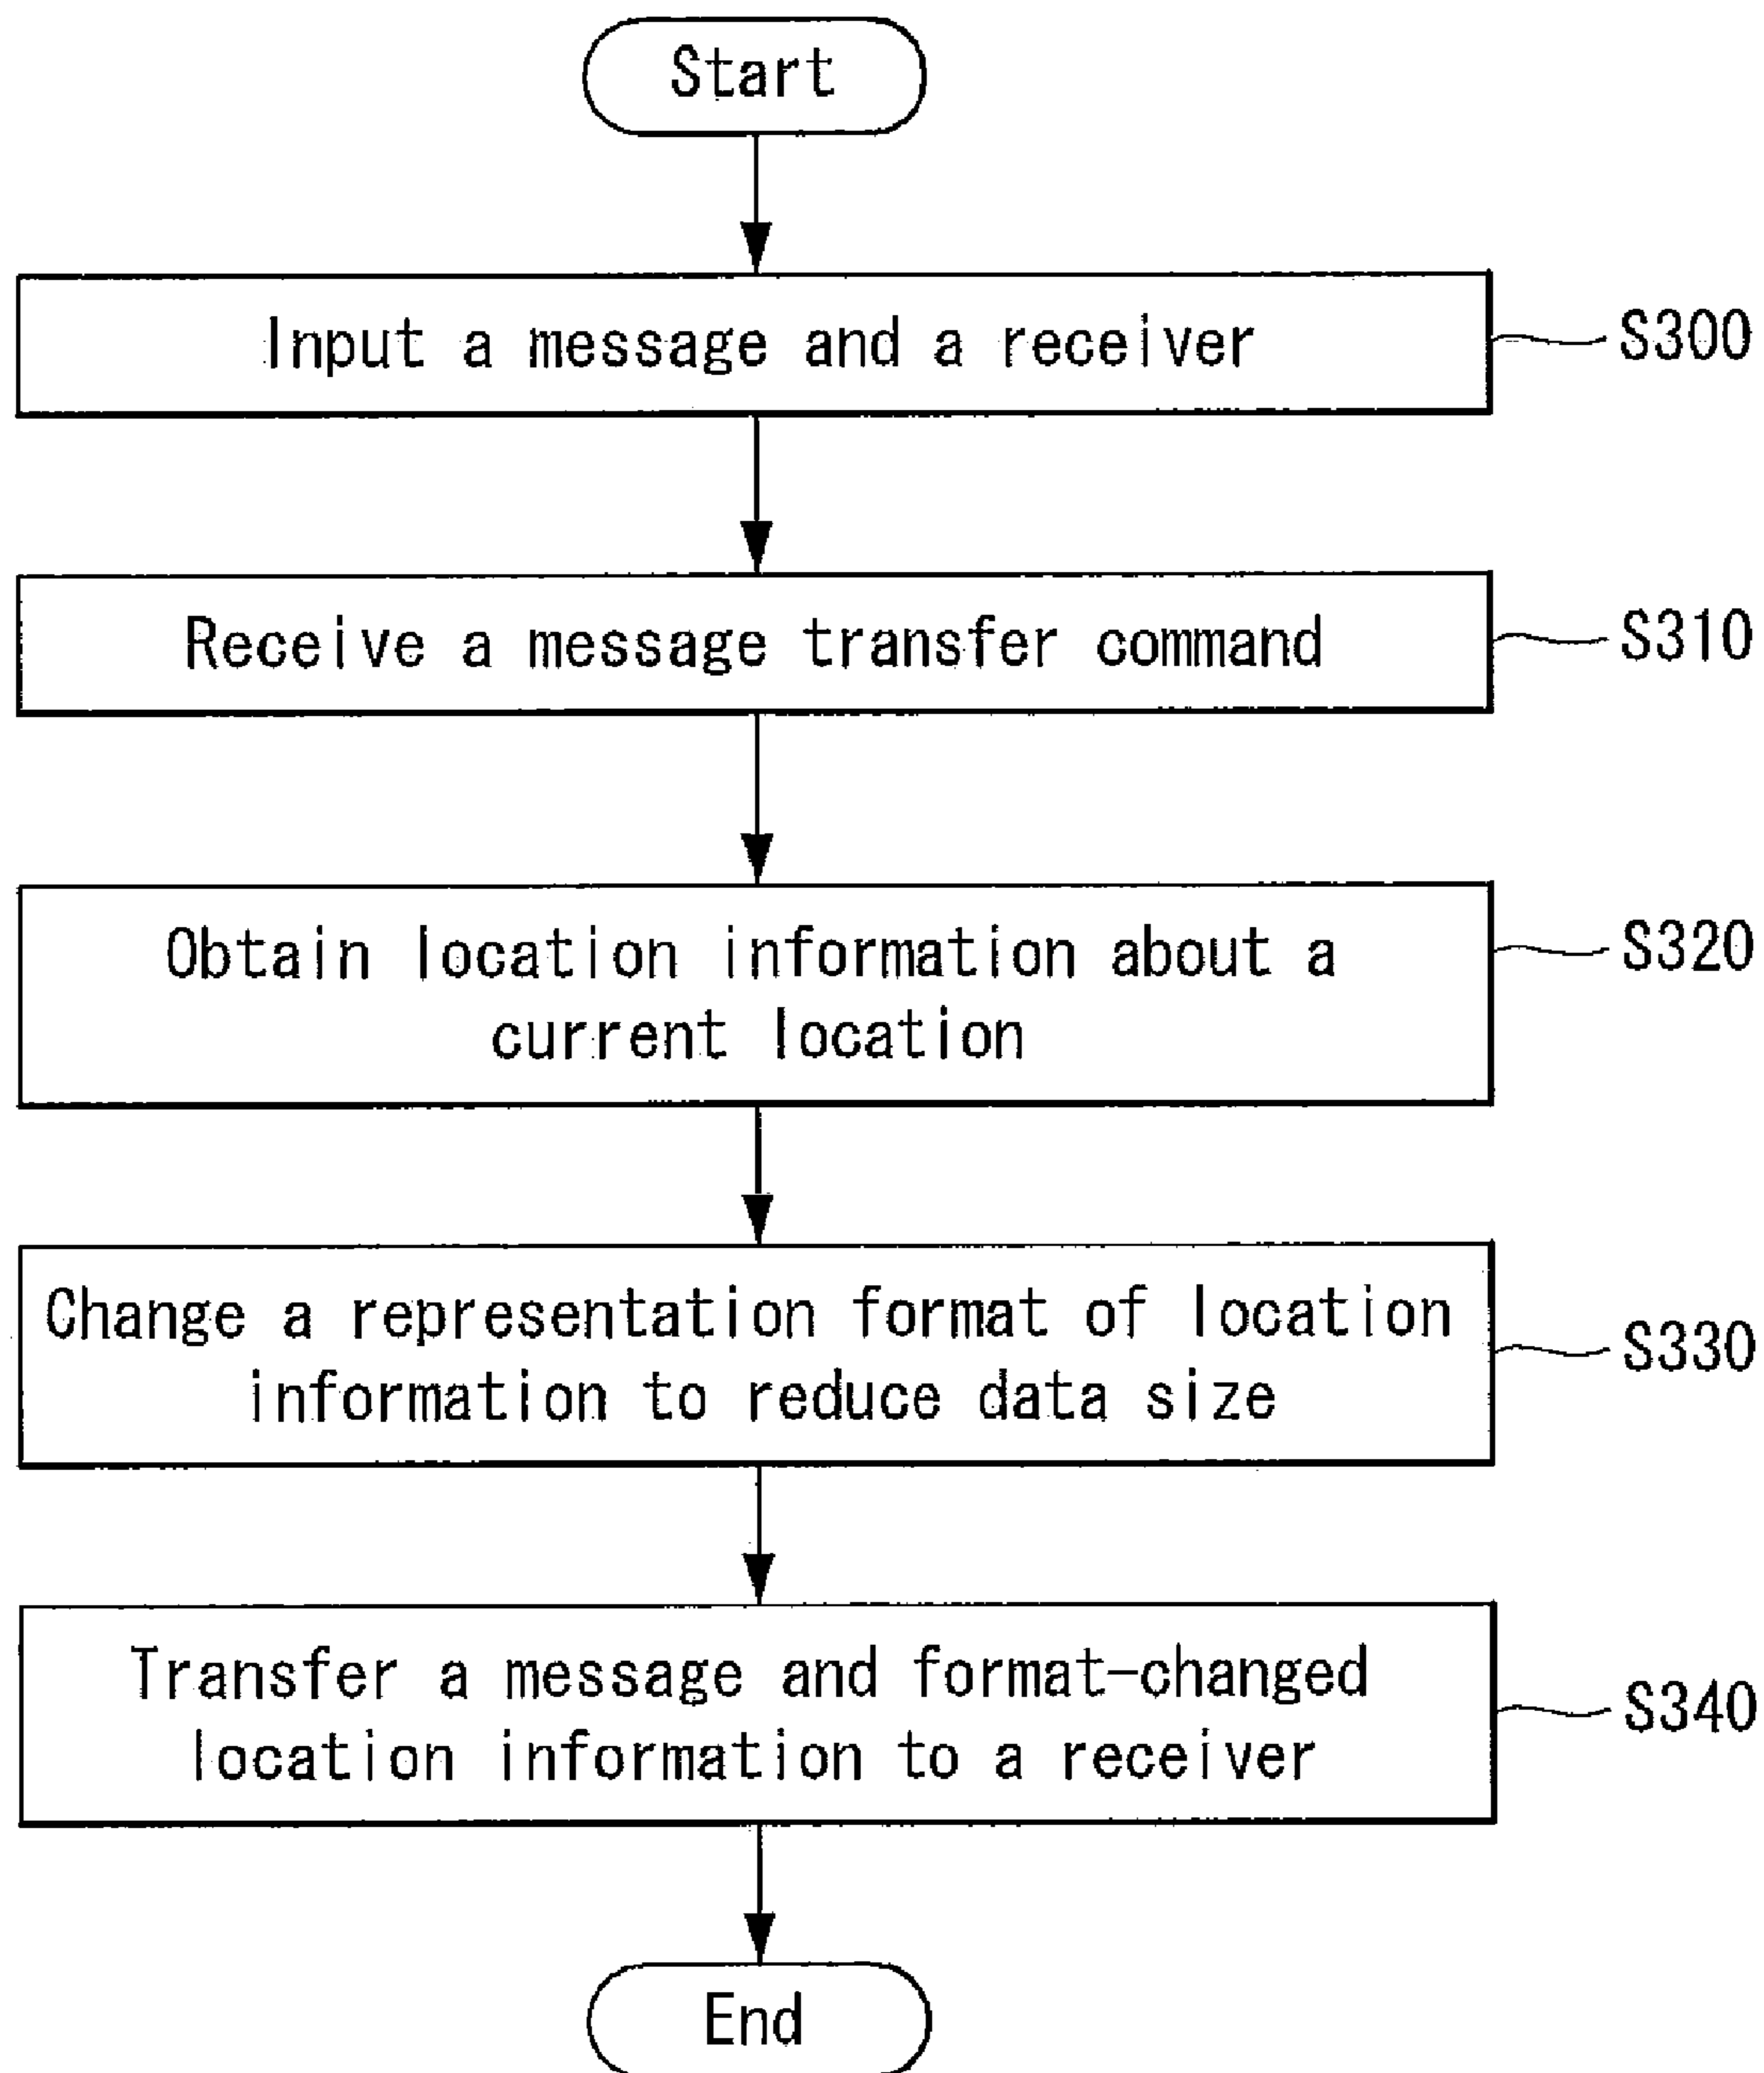 Start
Input a message and a receiver
S300
Receive a message transfer command
S310
Obtain location information about a
current location
S320
Change a representation format of location
information to reduce data size
S330
Transfer a message and format-changed
location information to a receiver
S340
End